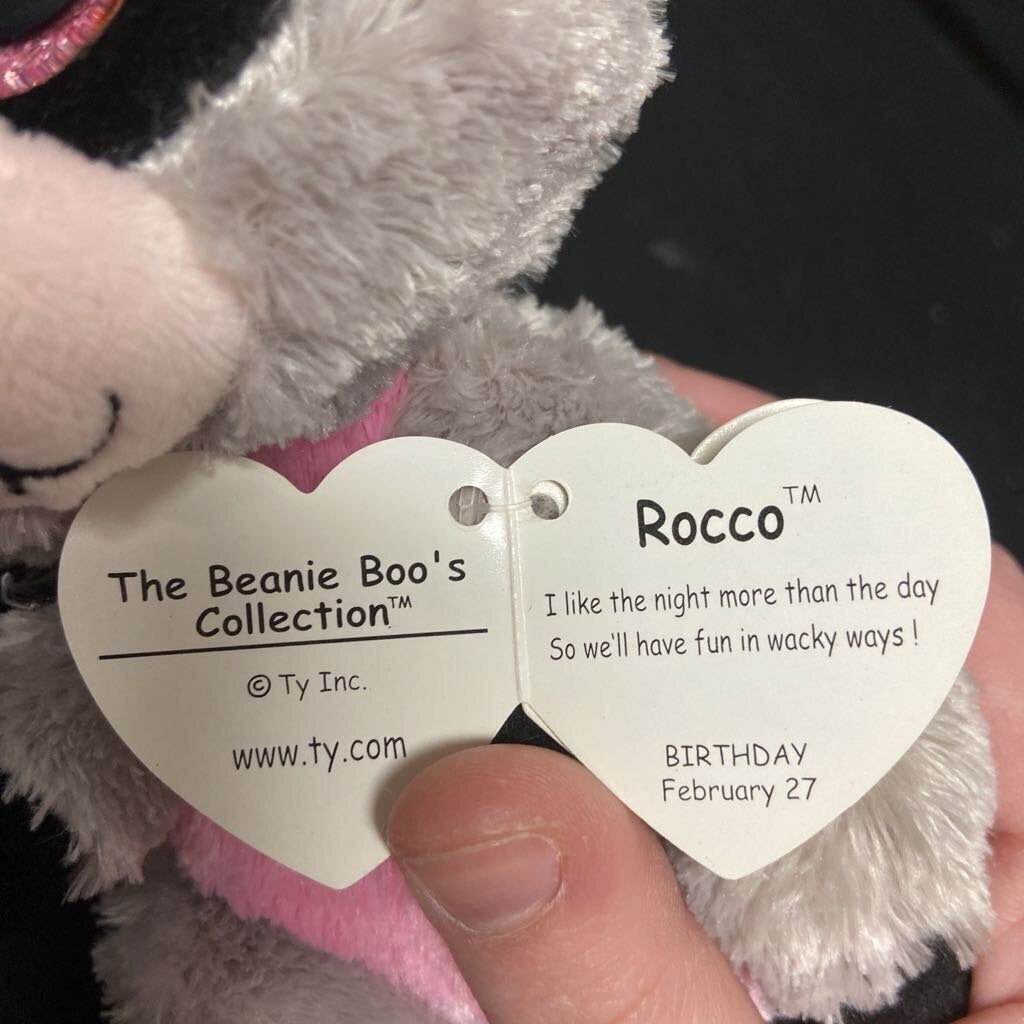 The Beanie Boo's
Collection™
© Ty Inc.
www.ty.com
Rocco™
I like the night more than the day
So we'll have fun in wacky ways !
BIRTHDAY
February 27